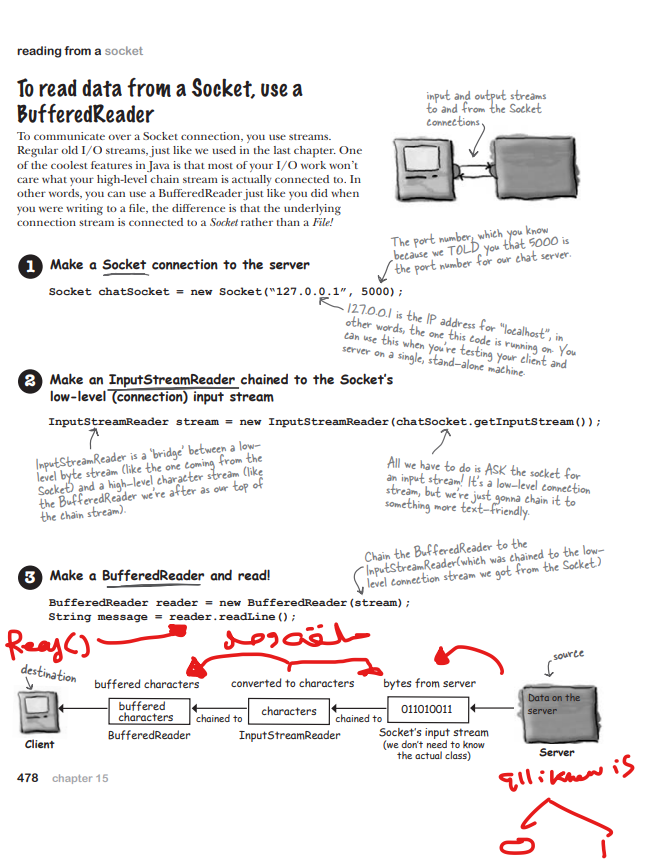 reading from a socket
To read data from a Socket, use a
BufferedReader
To communicate over a Socket connection, you use streams.
Regular old I/O streams, just like we used in the last chapter. One
of the coolest features in Java is that most of your I/O work won't
care what your high-level chain stream is actually connected to. In
other words, you can use a BufferedReader just like you did when
you were writing to a file, the difference is that the underlying
connection stream is connected to a Socket rather than a File!
input and output streams
to and from the Socket
connections.
1 Make a Socket connection to the server
Socket chatSocket = new Socket("127.0.0.1", 5000);
The port number, which you know
because we TOLD you that 5000 is
the port number for our chat server.
127.0.0.1 is the IP address for "localhost", in
other words, the one this code is running on. You
can use this when you're testing your client and
server on a single, stand-alone machine.
2 Make an InputStreamReader chained to the Socket's
low-level (connection) input stream
InputStreamReader stream = new InputStreamReader(chatSocket.getInputStream());
InputStreamReader is a 'bridge' between a low-
level byte stream (like the one coming from the
Socket) and a high-level character stream (like
the BufferedReader we're after as our top of
the chain stream).
All we have to do is ASK the socket for
an input stream! It's a low-level connection
stream, but we're just gonna chain it to
something more text-friendly.
3 Make a BufferedReader and read!
BufferedReader reader = new BufferedReader(stream);
String message = reader.readLine();
Chain the BufferedReader to the
InputStreamReader(which was chained to the low-
level connection stream we got from the Socket.)
destination
Client
buffered characters
buffered
characters
BufferedReader
chained to
converted to characters
characters
InputStreamReader
chained to
bytes from server
011010011
Socket's input stream
(we don't need to know
the actual class)
source
Data on the
server
Server
all i know is
0 1
478 chapter 15